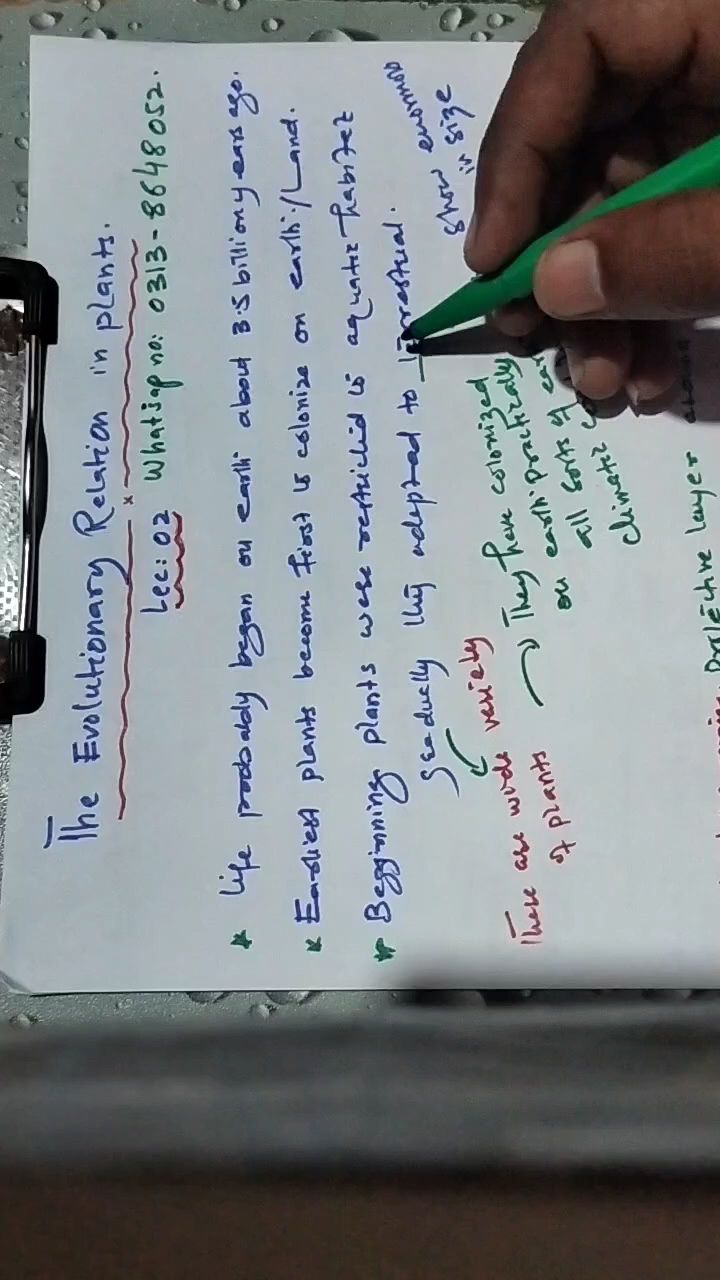 The Evolutionary Relation in plants.
Lec: 02 Whatsap no: 0313-8648052.
* Life probably began on earth about 3.5 billion years ago.
* Earliest plants become first to colonize on earth/Land.
* Begginning plants were restricted to aquatic habitat
gradually they adapted to terrestrial.
show enormous
in size
There are wide variety
of plants
They have colonized
on earth practically
all sorts of
climatic
protective layer